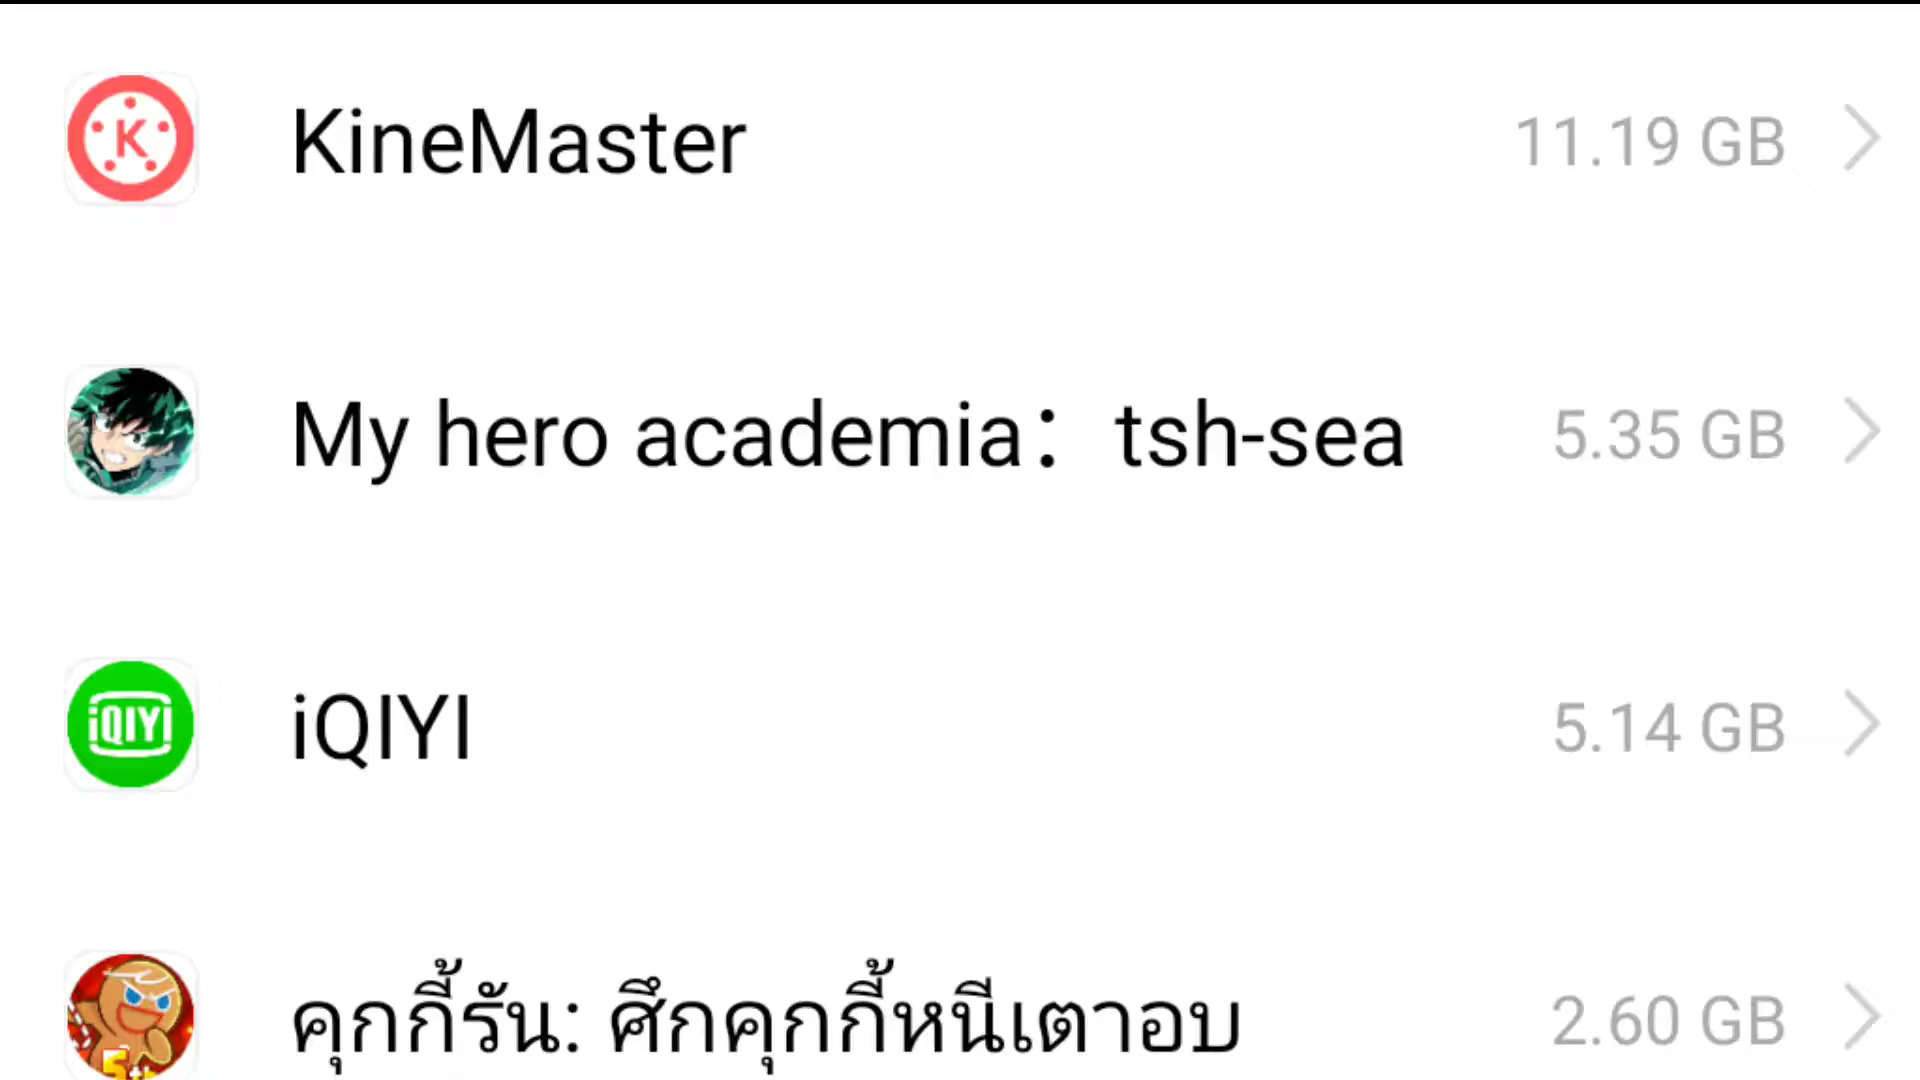 K
KineMaster 11.19 GB
My hero academia： tsh-sea 5.35 GB
iQIYI
iQIYI 5.14 GB
คุกกี้รัน: ศึกคุกกี้หนีเตาอบ 2.60 GB